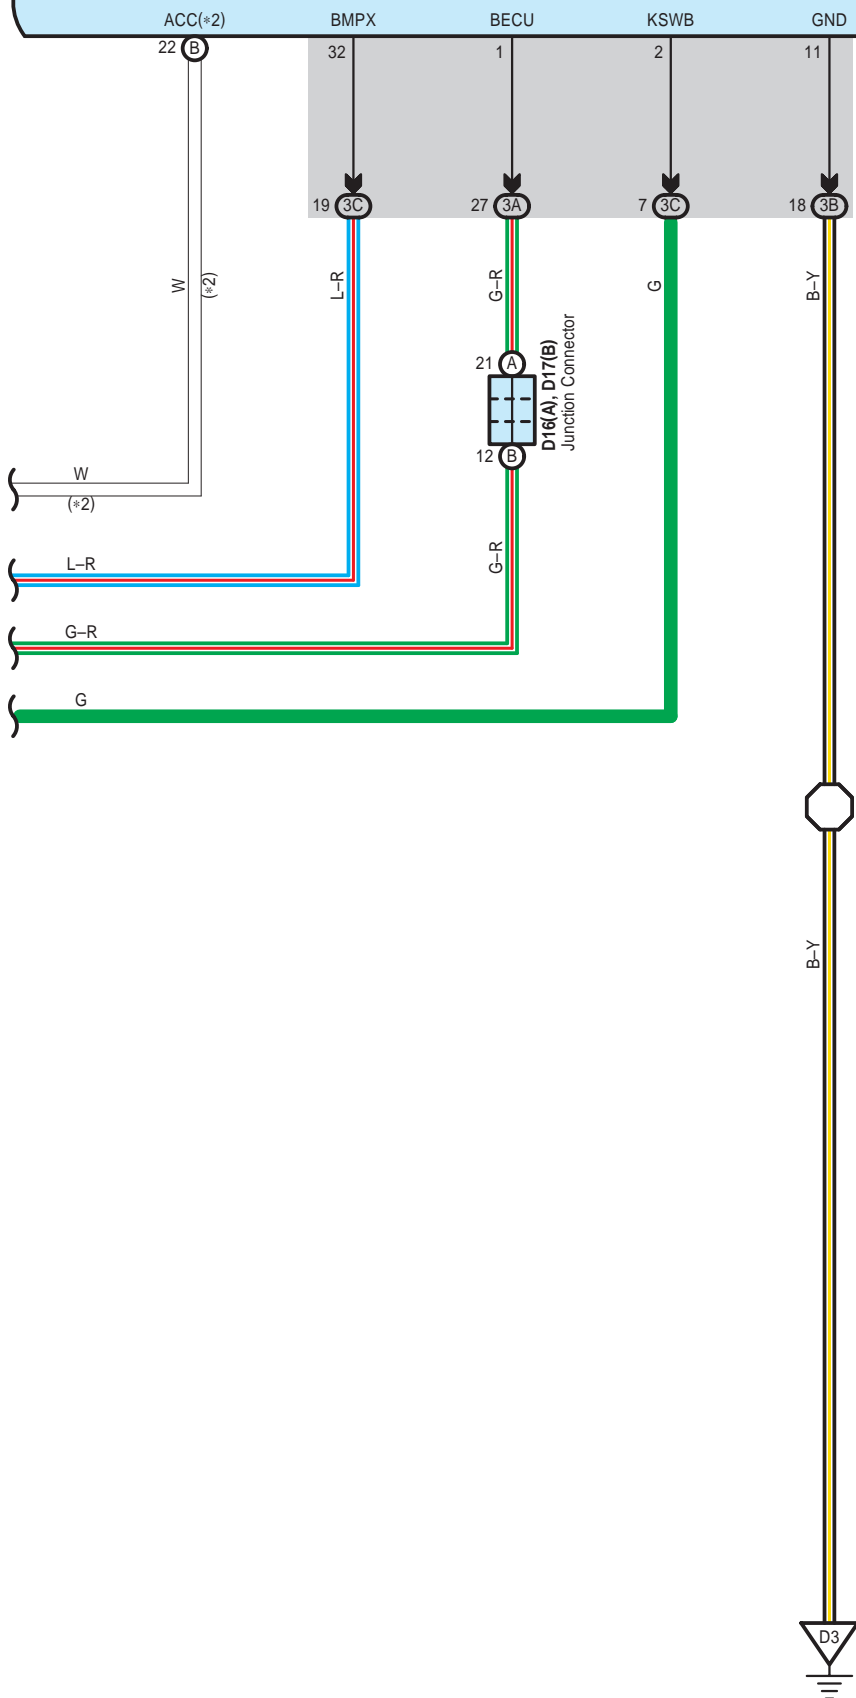 ACC(∗2) BMPX BECU KSWB GND
22 B 32 1 2 11
19 3C 27 3A 7 3C 18 3B
W
(∗2)
L–R
G–R
G
B–Y
21 A
D16(A), D17(B)
Junction Connector
12 B
W
(∗2)
L–R
G–R
G–R
G
B–Y
D3